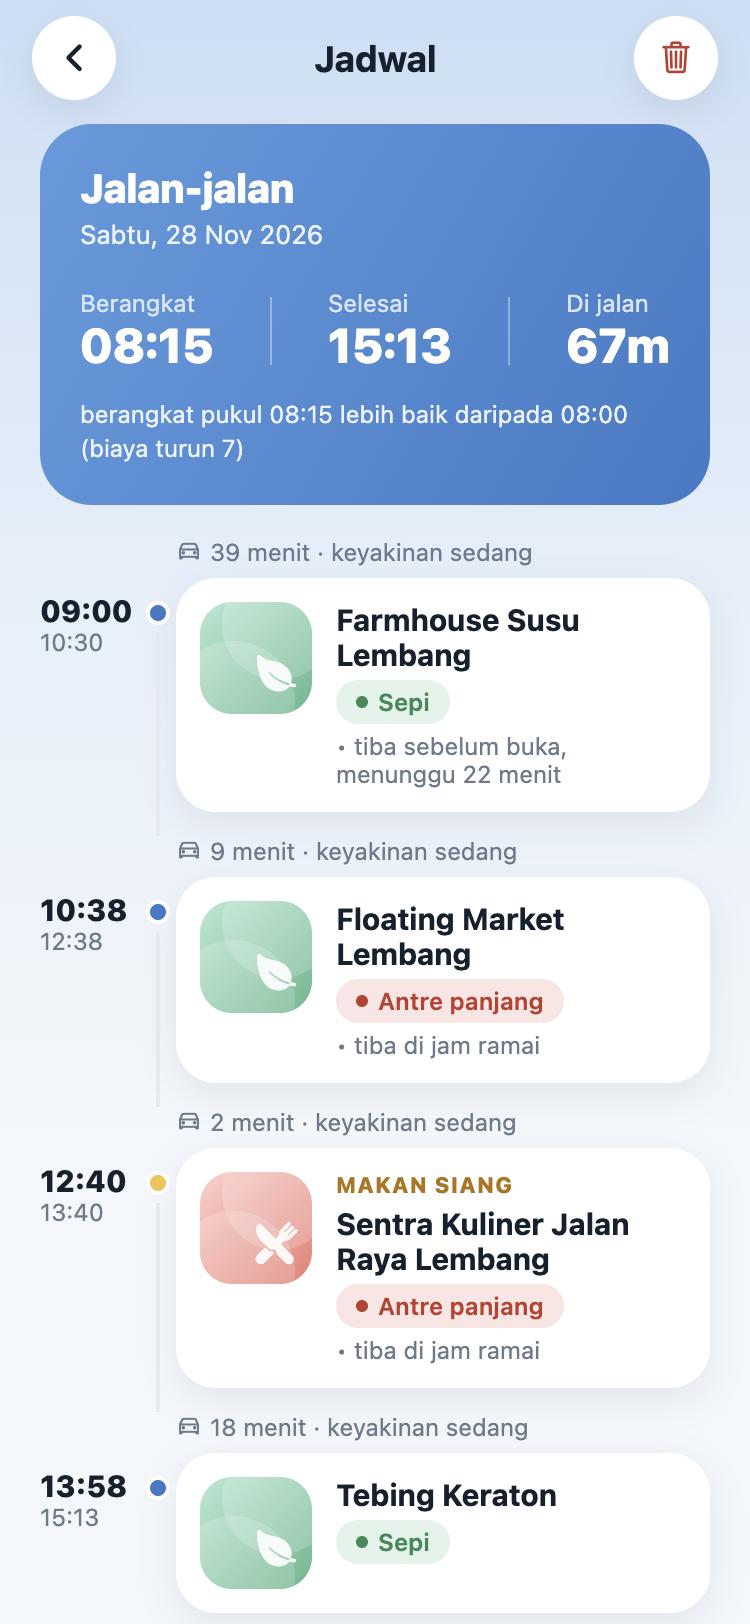 Jadwal
Jalan-jalan
Sabtu, 28 Nov 2026
Berangkat
08:15
Selesai
15:13
Di jalan
67m
berangkat pukul 08:15 lebih baik daripada 08:00
(biaya turun 7)
39 menit · keyakinan sedang
09:00
10:30
Farmhouse Susu
Lembang
Sepi
• tiba sebelum buka,
menunggu 22 menit
9 menit · keyakinan sedang
10:38
12:38
Floating Market
Lembang
Antre panjang
• tiba di jam ramai
2 menit · keyakinan sedang
12:40
13:40
MAKAN SIANG
Sentra Kuliner Jalan
Raya Lembang
Antre panjang
• tiba di jam ramai
18 menit · keyakinan sedang
13:58
15:13
Tebing Keraton
Sepi